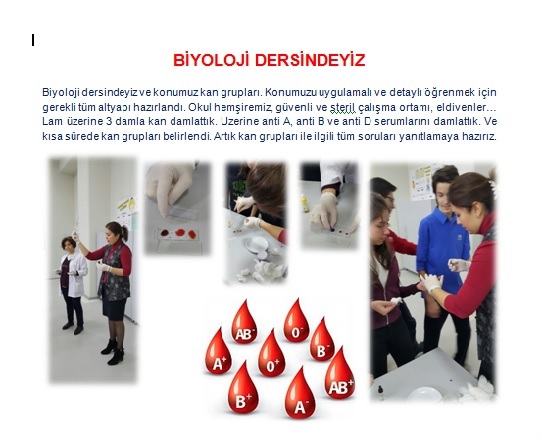 BİYOLOJİ DERSİNDEYİZ
Biyoloji dersindeyiz ve konumuz kan grupları. Konumuzu uygulamalı ve detaylı öğrenmek için
gerekli tüm altyapı hazırlandı. Okul hemşiremiz, güvenli ve steril çalışma ortamı, eldivenler…
Lam üzerine 3 damla kan damlattık. Üzerine anti A, anti B ve anti D serumlarını damlattık. Ve
kısa sürede kan grupları belirlendi. Artık kan grupları ile ilgili tüm soruları yanıtlamaya hazırız.
AB- 0-
A+ 0+ B-
B+ A- AB+